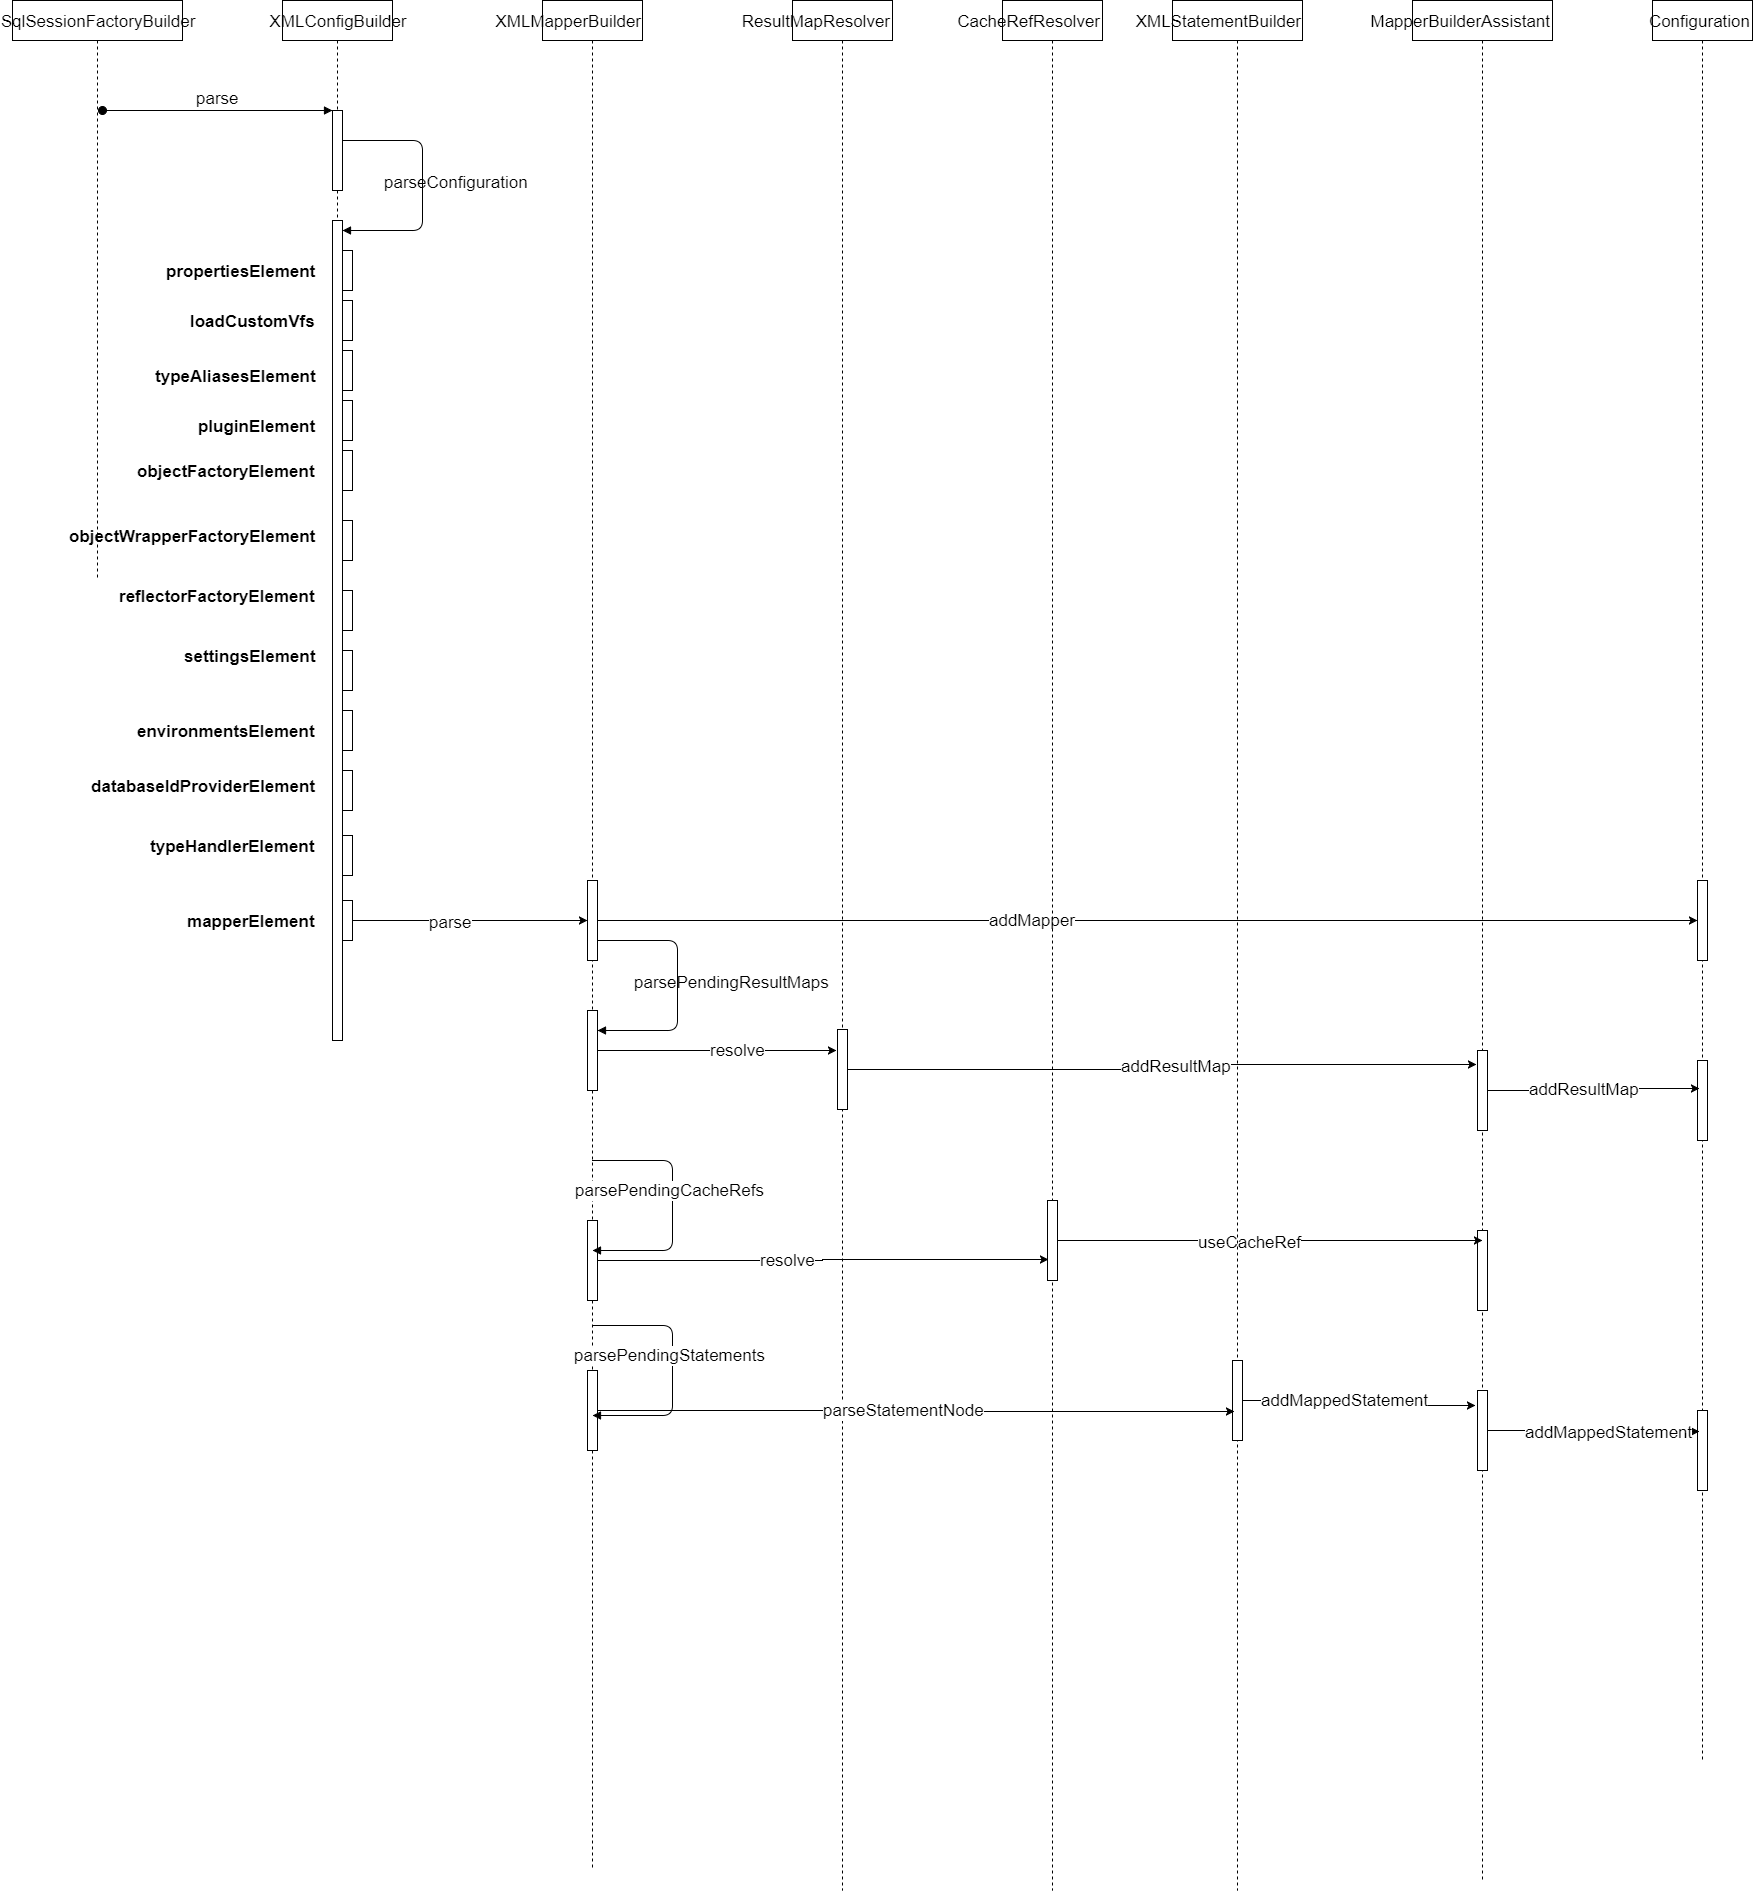 SqlSessionFactoryBuilder
XMLConfigBuilder
XMLMapperBuilder
ResultMapResolver
CacheRefResolver
XMLStatementBuilder
MapperBuilderAssistant
Configuration
parse
parseConfiguration
propertiesElement
loadCustomVfs
typeAliasesElement
pluginElement
objectFactoryElement
objectWrapperFactoryElement
reflectorFactoryElement
settingsElement
environmentsElement
databaseIdProviderElement
typeHandlerElement
mapperElement
parse
addMapper
parsePendingResultMaps
resolve
addResultMap
addResultMap
parsePendingCacheRefs
useCacheRef
resolve
parsePendingStatements
addMappedStatement
parseStatementNode
addMappedStatement